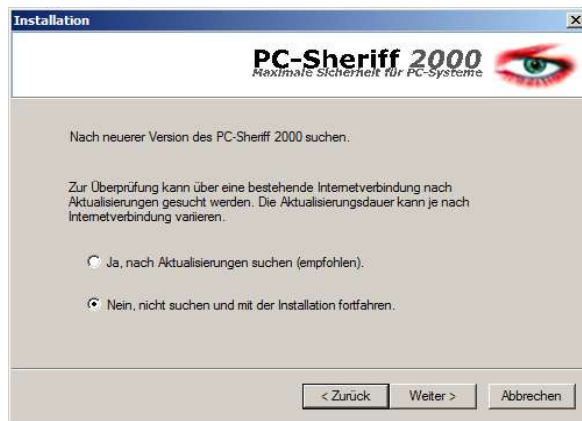 Installation
PC-Sheriff 2000
Maximale Sicherheit für PC-Systeme
Nach neuerer Version des PC-Sheriff 2000 suchen.
Zur Überprüfung kann über eine bestehende Internetverbindung nach
Aktualisierungen gesucht werden. Die Aktualisierungsdauer kann je nach
Internetverbindung variieren.
Ja, nach Aktualisierungen suchen (empfohlen).
Nein, nicht suchen und mit der Installation fortfahren.
< Zurück Weiter > Abbrechen